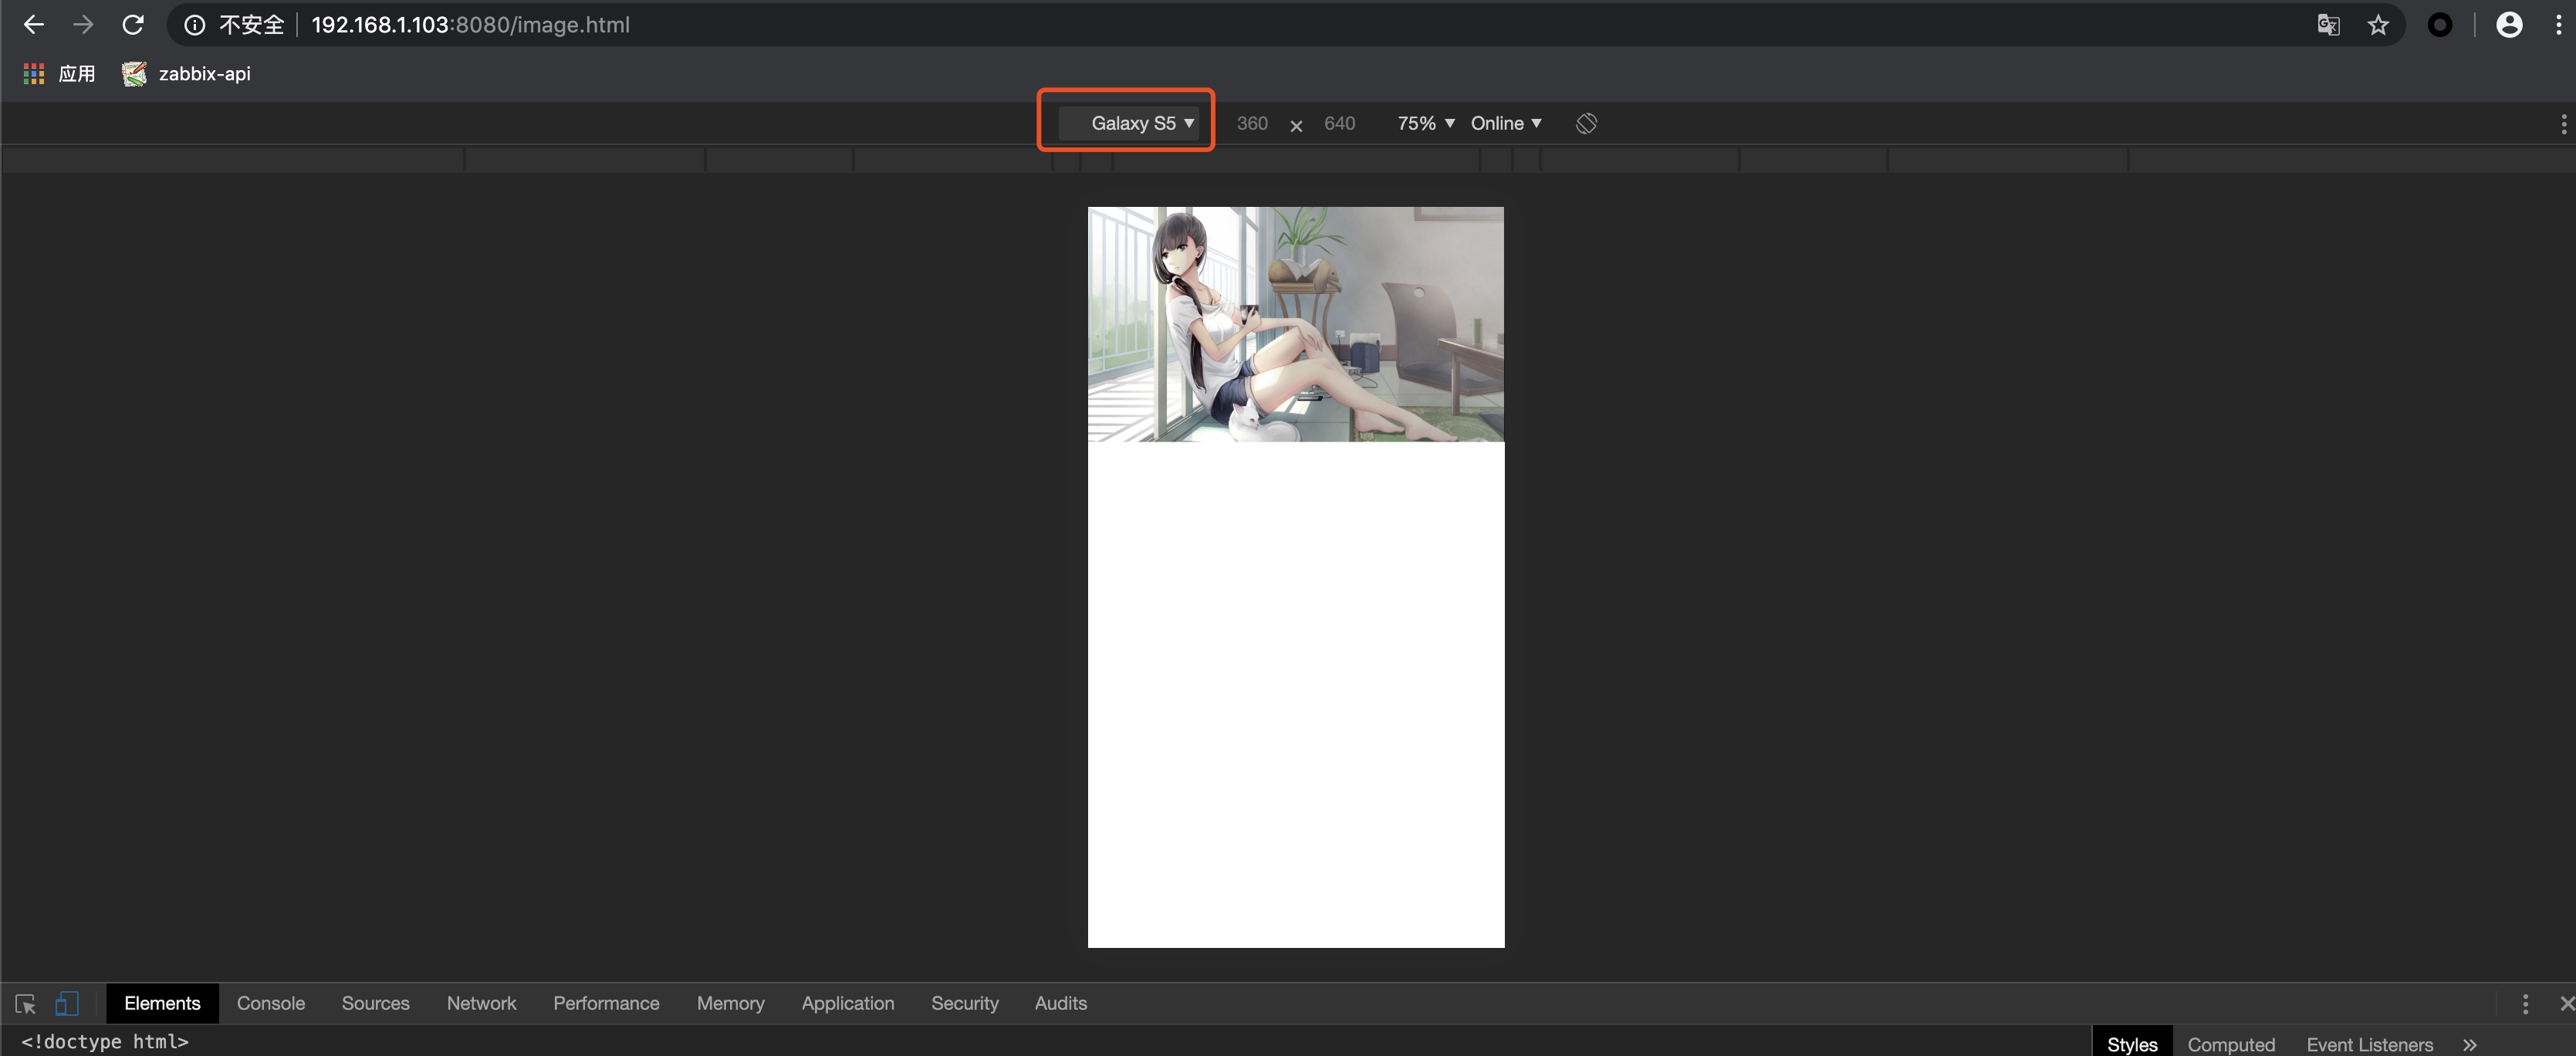 不安全 192.168.1.103:8080/image.html
应用 zabbix-api
Galaxy S5 ▼ 360 × 640 75% ▼ Online ▼
Elements Console Sources Network Performance Memory Application Security Audits
<!doctype html>
Styles Computed Event Listeners »